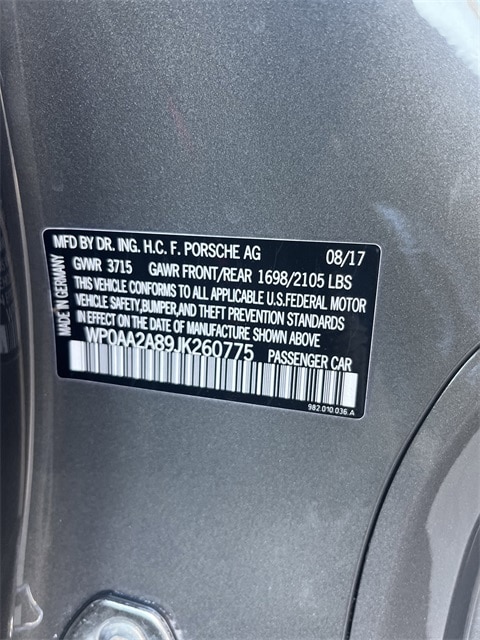 MFD BY DR. ING. H.C. F. PORSCHE AG 08/17
GVWR 3715 GAWR FRONT/REAR 1698/2105 LBS
THIS VEHICLE CONFORMS TO ALL APPLICABLE U.S.FEDERAL MOTOR
VEHICLE SAFETY,BUMPER,AND THEFT PREVENTION STANDARDS
IN EFFECT ON THE DATE OF MANUFACTURE SHOWN ABOVE.
WP0AA2A89JK260775 PASSENGER CAR
982.010.036.A
MADE IN GERMANY